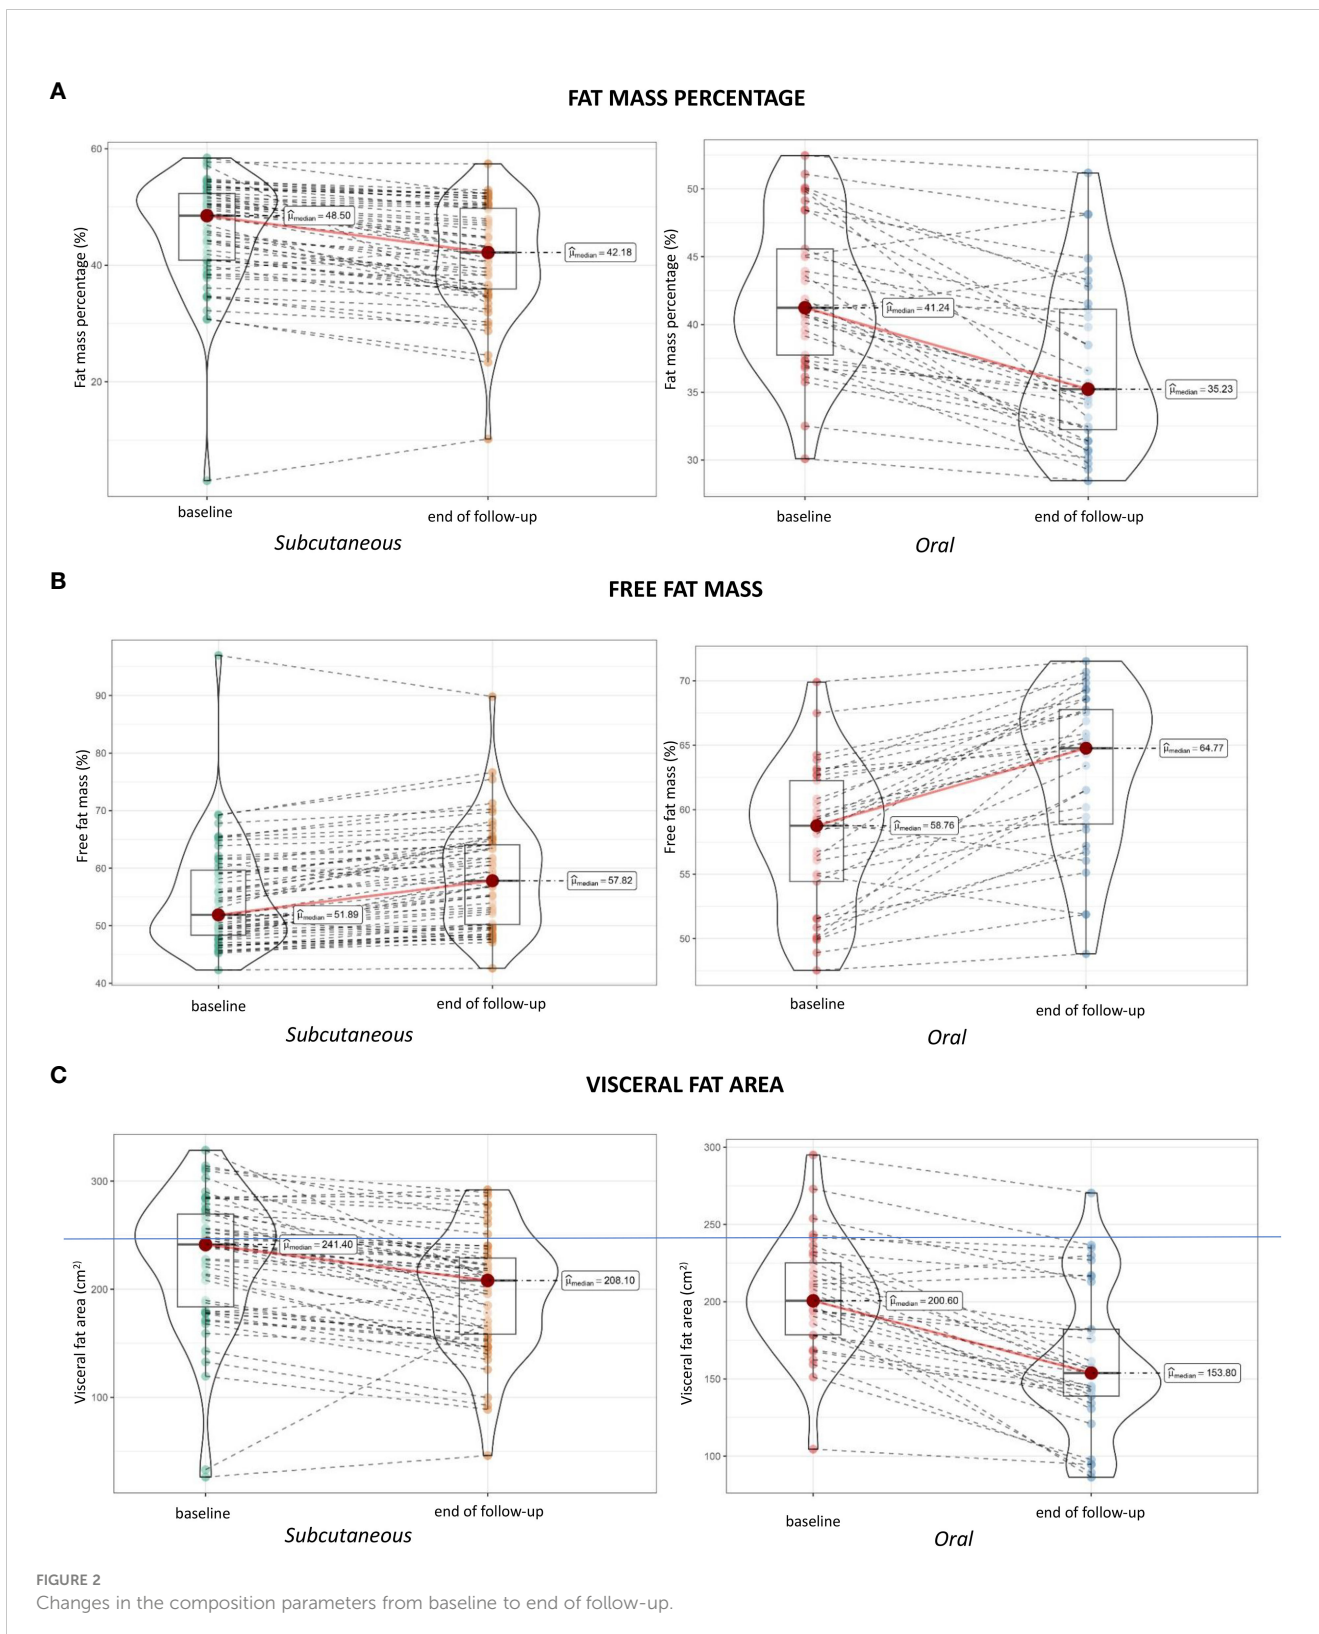 A
FAT MASS PERCENTAGE
Fat mass percentage (%)
60
40
20
μ̂median = 48.50
μ̂median = 42.18
baseline
end of follow-up
Subcutaneous
Fat mass percentage (%)
50
45
40
35
30
μ̂median = 41.24
μ̂median = 35.23
baseline
end of follow-up
Oral
B
FREE FAT MASS
Free fat mass (%)
90
80
70
60
50
40
μ̂median = 51.89
μ̂median = 57.82
baseline
end of follow-up
Subcutaneous
Free fat mass (%)
70
65
60
55
50
μ̂median = 58.76
μ̂median = 64.77
baseline
end of follow-up
Oral
C
VISCERAL FAT AREA
Visceral fat area (cm²)
300
200
100
μ̂median = 241.40
μ̂median = 208.10
baseline
end of follow-up
Subcutaneous
Visceral fat area (cm²)
300
250
200
150
100
μ̂median = 200.60
μ̂median = 153.80
baseline
end of follow-up
Oral
FIGURE 2
Changes in the composition parameters from baseline to end of follow-up.